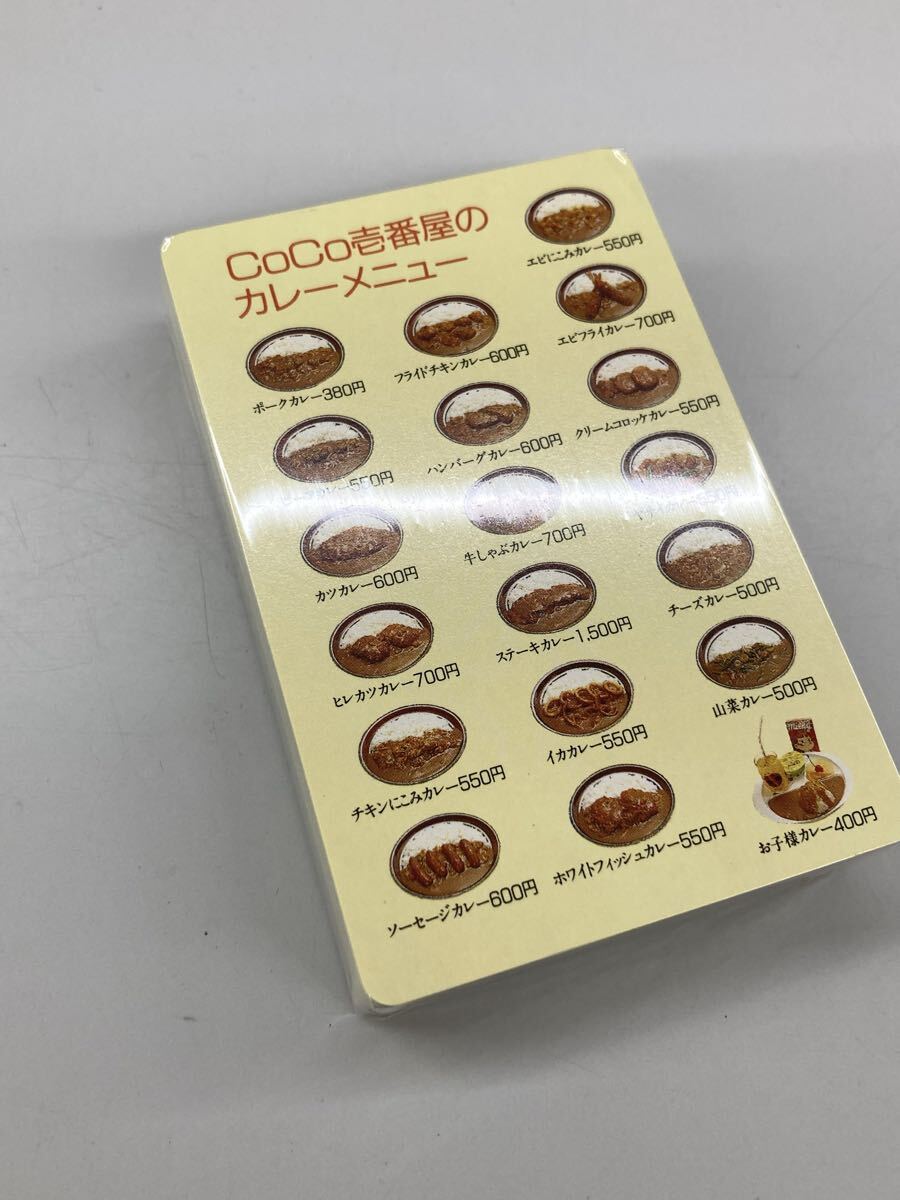 CoCo壱番屋の
カレーメニュー
ポークカレー380円
カレー550円
カツカレー600円
ヒレカツカレー700円
チキンにこみカレー550円
ソーセージカレー600円
フライドチキンカレー600円
ハンバーグカレー600円
牛しゃぶカレー700円
ステーキカレー1,500円
イカカレー550円
ホワイトフィッシュカレー550円
エビにこみカレー550円
エビフライカレー700円
クリームコロッケカレー550円
チーズカレー500円
山菜カレー500円
Milky
お子様カレー400円